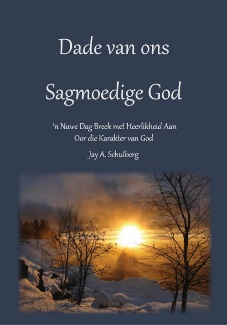 Dade van ons
Sagmoedige God
'n Nuwe Dag Breek met Heerlikheid Aan
Oor die Karakter van God
Jay A. Schulberg